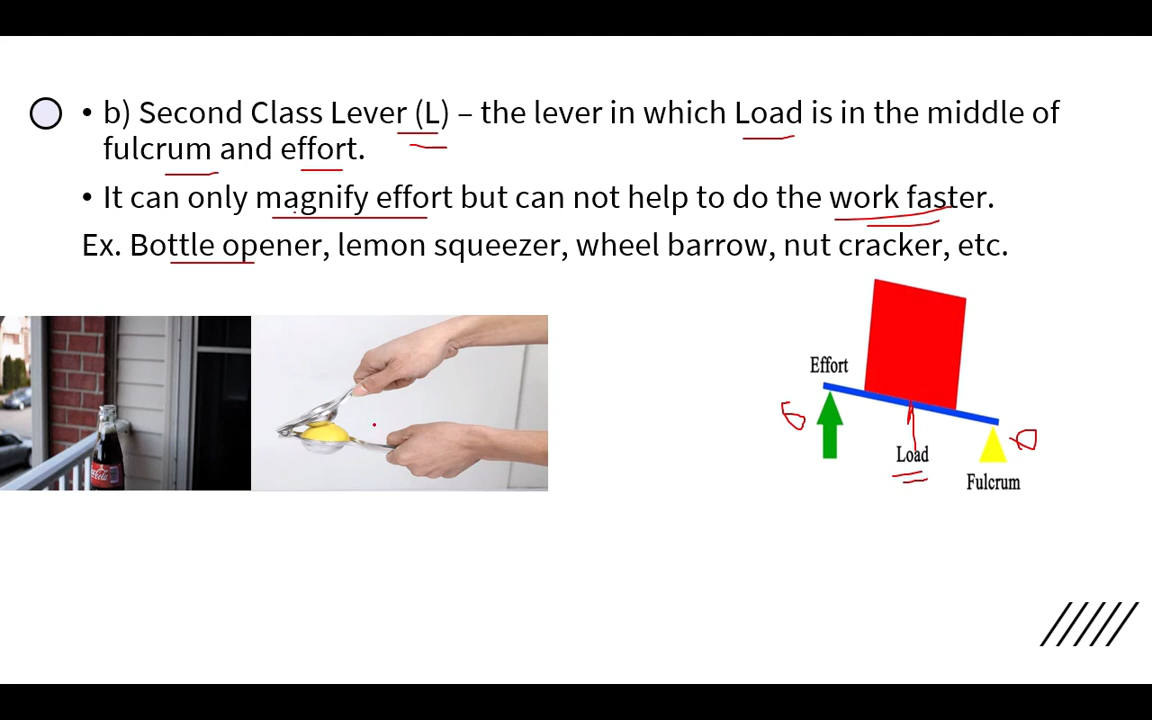 • b) Second Class Lever (L) – the lever in which Load is in the middle of
fulcrum and effort.
• It can only magnify effort but can not help to do the work faster.
Ex. Bottle opener, lemon squeezer, wheel barrow, nut cracker, etc.
Effort
Load
Fulcrum